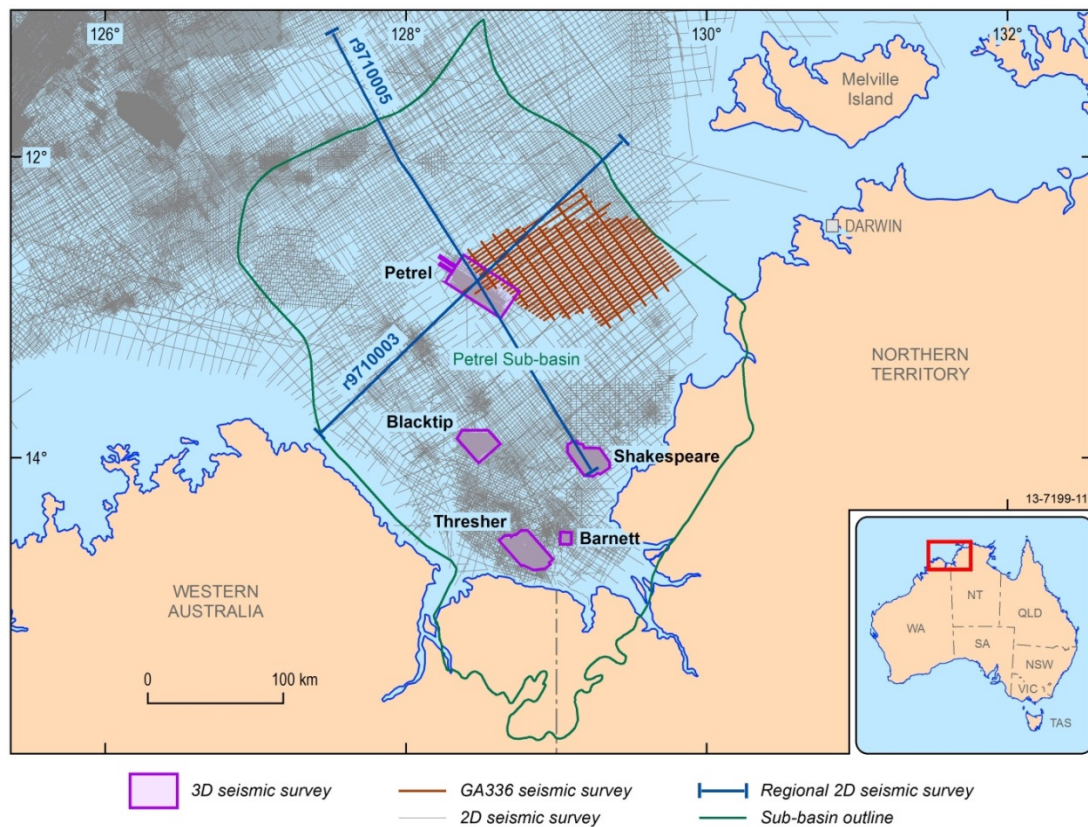 126°
128°
130°
132°
r9710005
Melville
Island
12°
DARWIN
Petrel
Petrel Sub-basin
r9710003
NORTHERN
TERRITORY
Blacktip
14°
Shakespeare
13-7199-11
Thresher
Barnett
WESTERN
AUSTRALIA
0 100 km
NT
QLD
WA
SA
NSW
VIC
TAS
3D seismic survey
GA336 seismic survey
Regional 2D seismic survey
2D seismic survey
Sub-basin outline